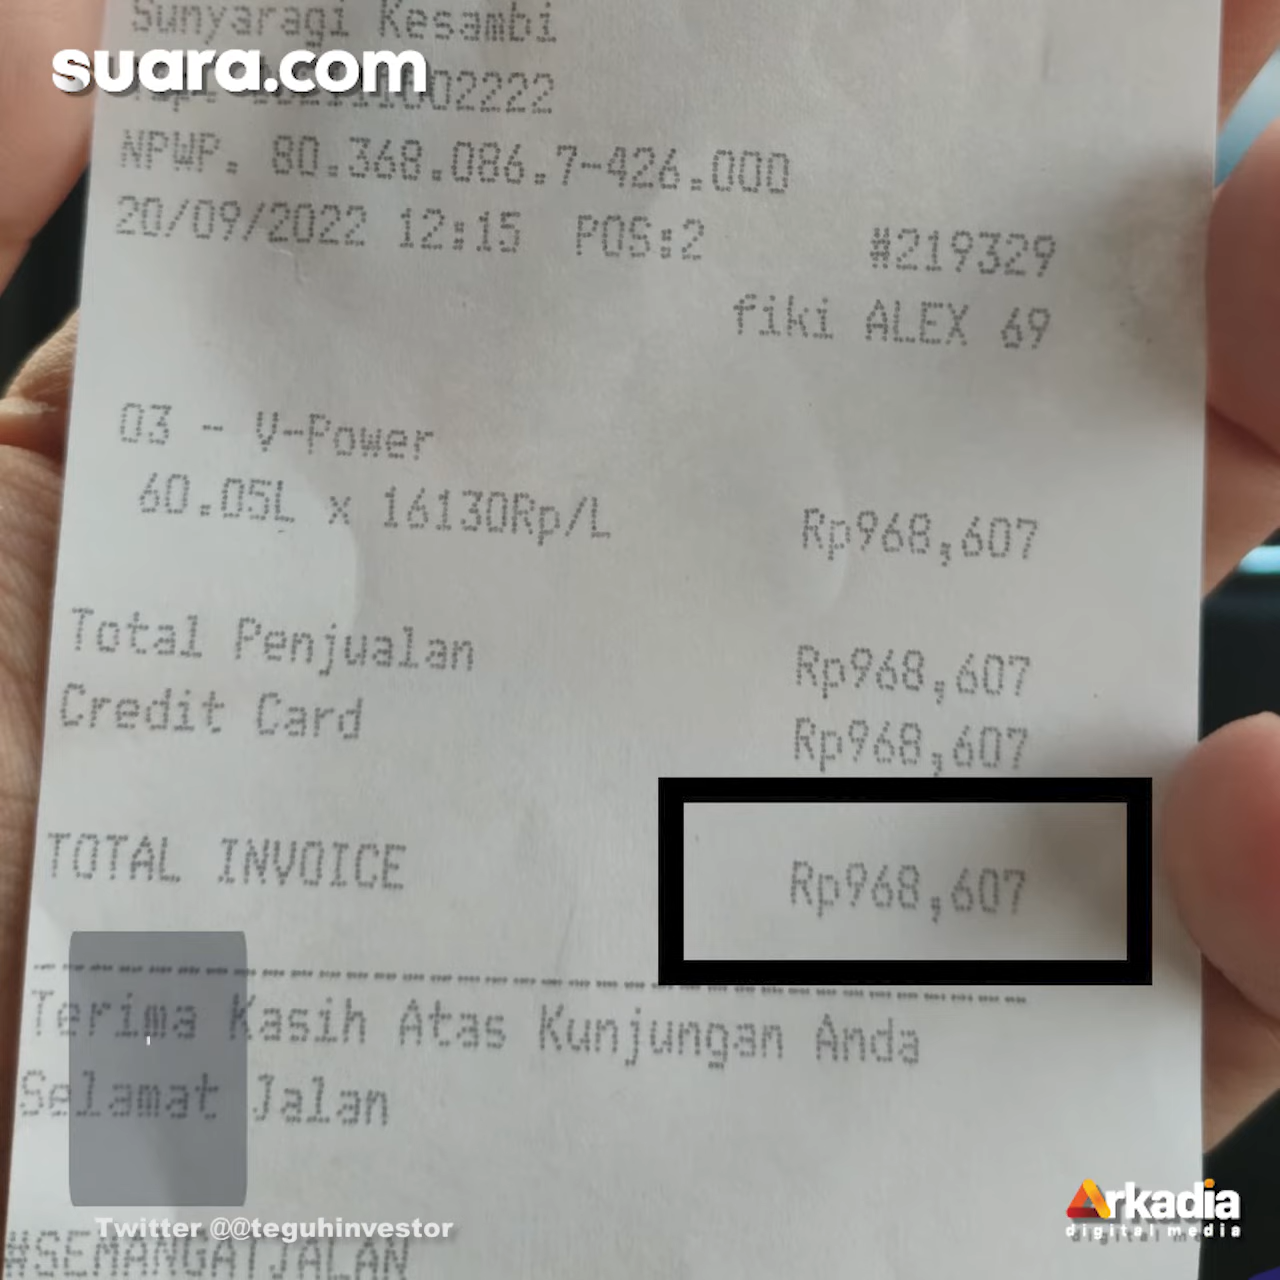 Sunyaragi Kesambi
suara.com
02222
NPWP. 80.368.086.7-426.000
20/09/2022 12:15 POS:2 #219329
fiki ALEX 69
03 - V-Power
60.05L x 16130Rp/L Rp968,607
Total Penjualan Rp968,607
Credit Card Rp968,607
TOTAL INVOICE Rp968,607
Terima Kasih Atas Kunjungan Anda
Selamat Jalan
Arkadia
digital media
Twitter @@teguhinvestor
#SEMANGATJALAN